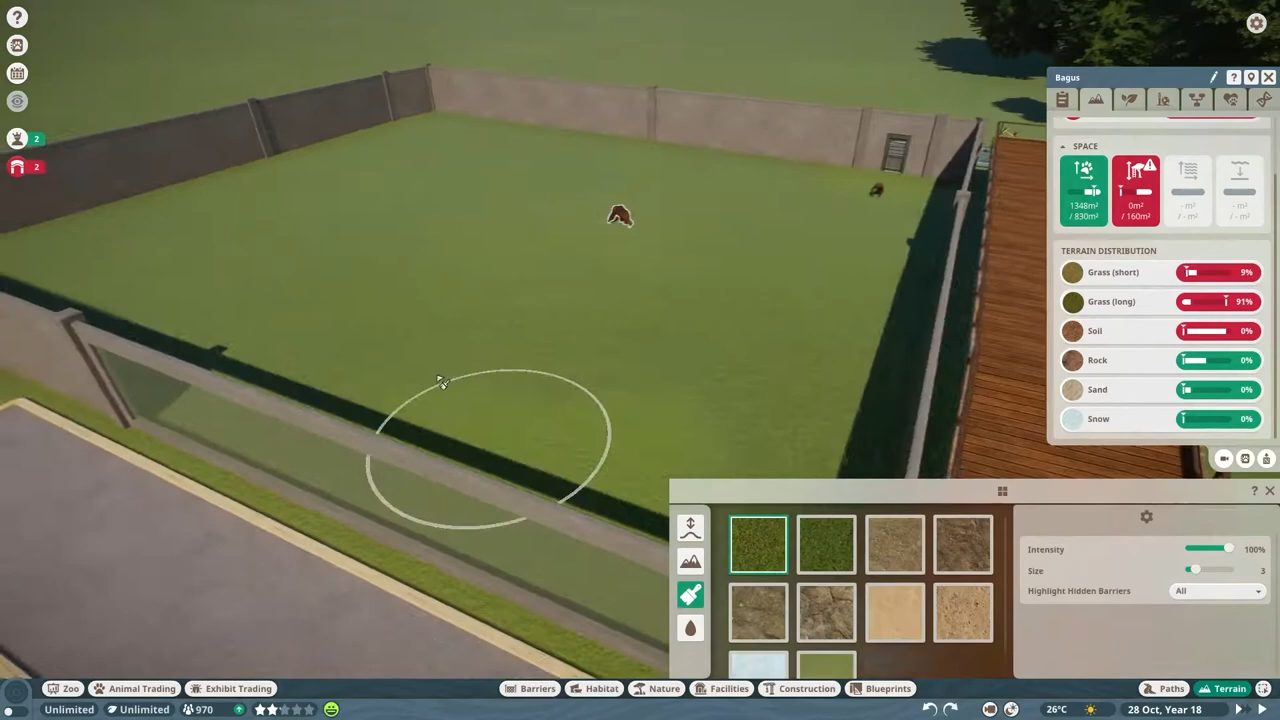 ?
2
2
Bagus
?
SPACE
1348m²
/ 830m²
0m²
/ 160m²
- m²
/ - m²
- m²
/ - m²
TERRAIN DISTRIBUTION
Grass (short) 9%
Grass (long) 91%
Soil 0%
Rock 0%
Sand 0%
Snow 0%
?
Intensity 100%
Size 3
Highlight Hidden Barriers All
Zoo
Animal Trading
Exhibit Trading
Barriers
Habitat
Nature
Facilities
Construction
Blueprints
Paths
Terrain
Unlimited
Unlimited
970
26°C
28 Oct, Year 18